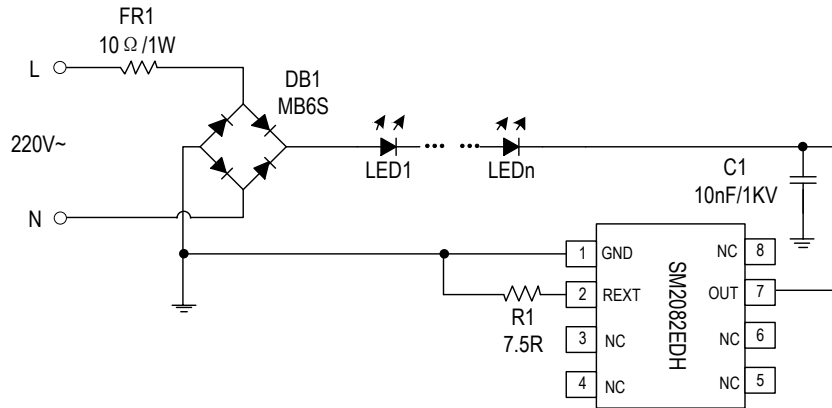 FR1
10Ω/1W
L
DB1
MB6S
220V~
LED1
LEDn
C1
10nF/1KV
N
1 GND
2 REXT
3 NC
4 NC
SM2082EDH
NC 8
OUT 7
NC 6
NC 5
R1
7.5R